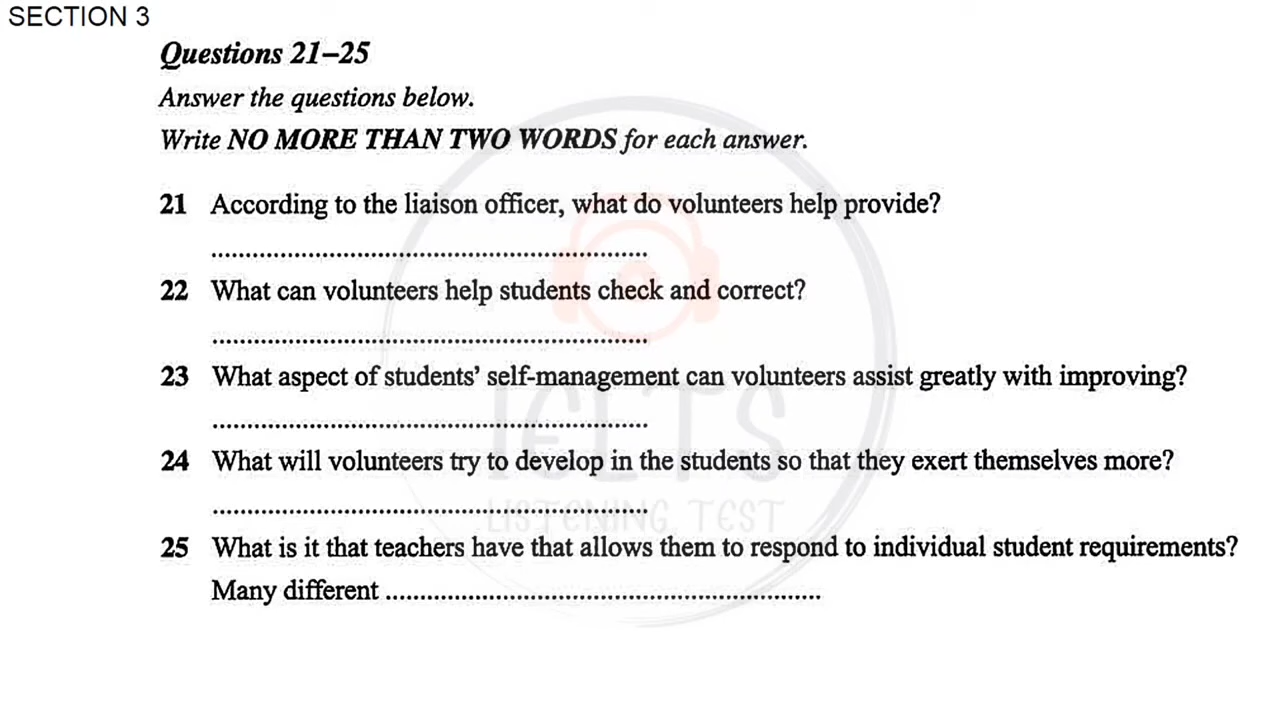 SECTION 3
Questions 21–25
Answer the questions below.
Write NO MORE THAN TWO WORDS for each answer.
21 According to the liaison officer, what do volunteers help provide?
................................................................
22 What can volunteers help students check and correct?
................................................................
23 What aspect of students’ self-management can volunteers assist greatly with improving?
................................................................
24 What will volunteers try to develop in the students so that they exert themselves more?
................................................................
25 What is it that teachers have that allows them to respond to individual student requirements?
Many different ................................................................
IELTS
LISTENING TEST